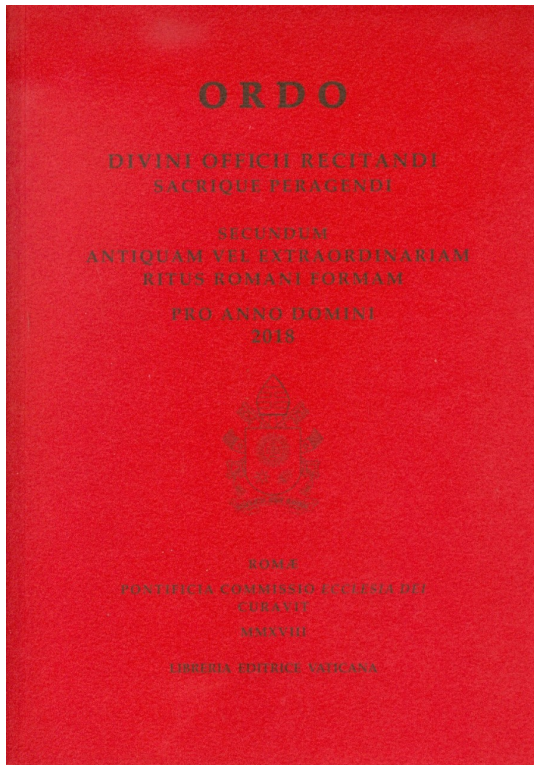 ORDO
DIVINI OFFICII RECITANDI
SACRIQUE PERAGENDI
SECUNDUM
ANTIQUAM VEL EXTRAORDINARIAM
RITUS ROMANI FORMAM
PRO ANNO DOMINI
2018
ROMÆ
PONTIFICIA COMMISSIO ECCLESIA DEI
CURAVIT
MMXVIII
LIBRERIA EDITRICE VATICANA